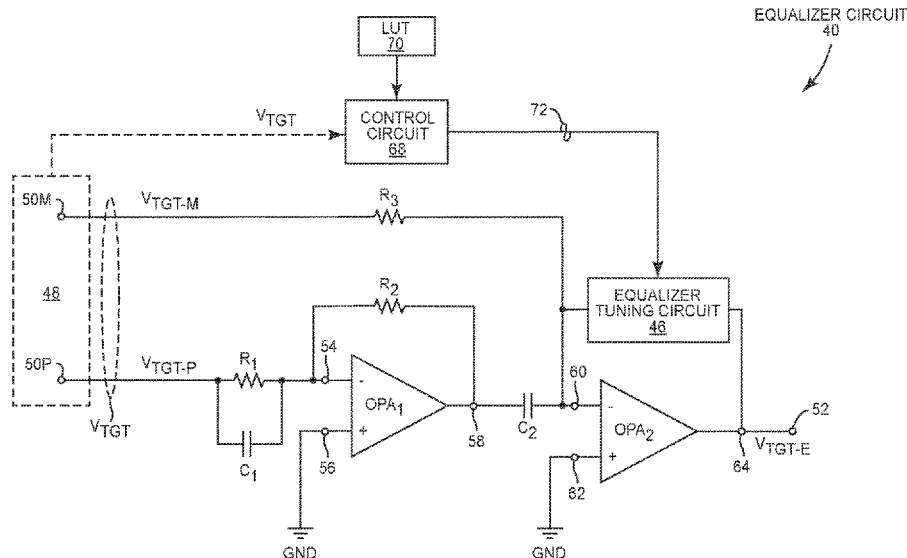 EQUALIZER CIRCUIT
40
LUT
70
VTGT
CONTROL
CIRCUIT
68
72
50M
VTGT-M
R3
48
R2
EQUALIZER
TUNING CIRCUIT
46
50P
VTGT-P
R1
54
60
-
OPA1
-
OPA2
52
VTGT
C1
+
56
58
C2
+
62
64
VTGT-E
GND
GND